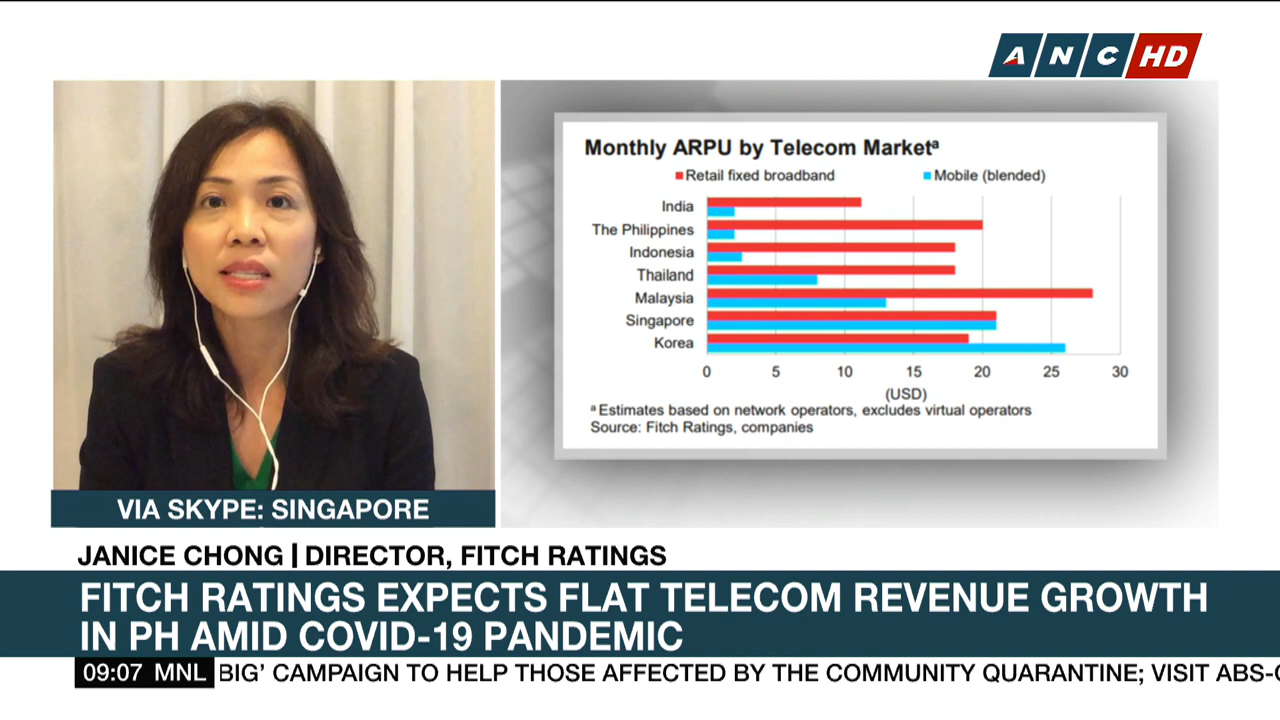 ANC HD
Monthly ARPU by Telecom Marketᵃ
Retail fixed broadband Mobile (blended)
India
The Philippines
Indonesia
Thailand
Malaysia
Singapore
Korea
0 5 10 15 20 25 30
(USD)
ᵃ Estimates based on network operators, excludes virtual operators
Source: Fitch Ratings, companies
VIA SKYPE: SINGAPORE
JANICE CHONG | DIRECTOR, FITCH RATINGS
FITCH RATINGS EXPECTS FLAT TELECOM REVENUE GROWTH
IN PH AMID COVID-19 PANDEMIC
09:07 MNL BIG’ CAMPAIGN TO HELP THOSE AFFECTED BY THE COMMUNITY QUARANTINE; VISIT ABS-C